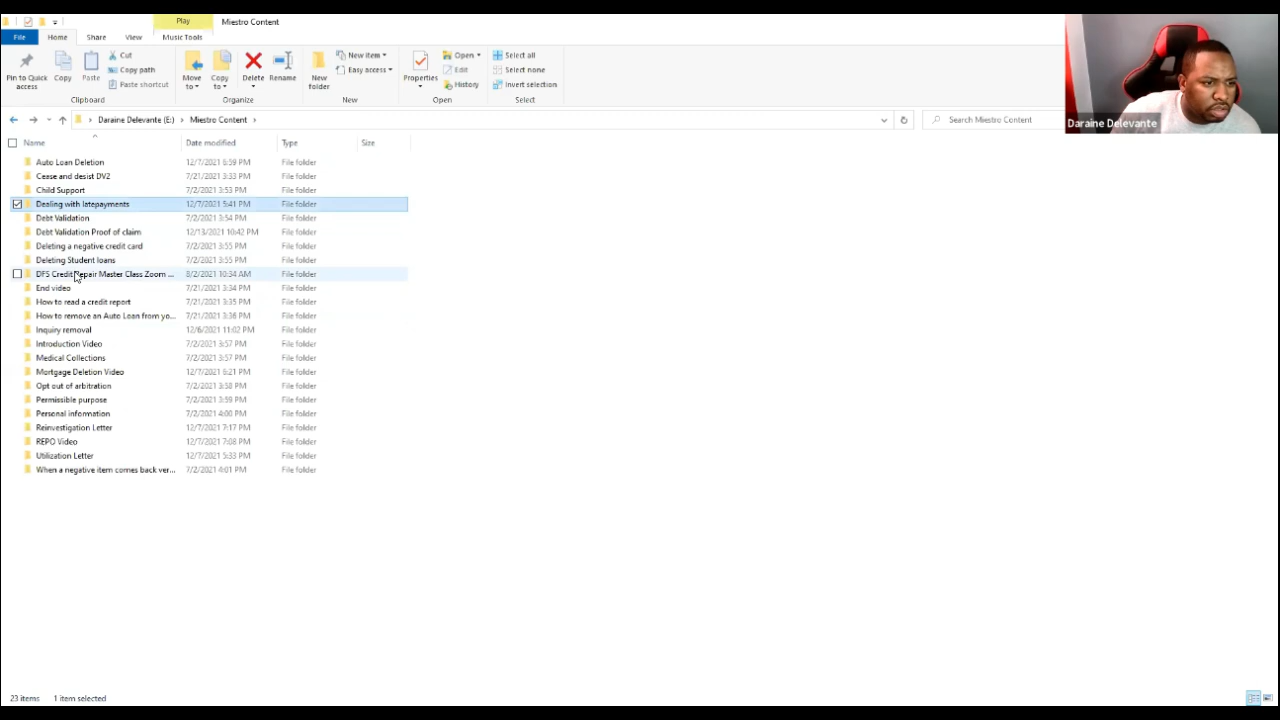 Play
Miestro Content
File Home Share View Music Tools
Pin to Quick access
Copy
Paste
Cut
Copy path
Paste shortcut
Clipboard
Move to
Copy to
Delete
Rename
Organize
New folder
New item
Easy access
New
Properties
Open
Edit
History
Open
Select all
Select none
Invert selection
Select
Daraine Delevante
Daraine Delevante (E:) > Miestro Content >
Search Miestro Content
Name Date modified Type Size
Auto Loan Deletion 12/7/2021 6:59 PM File folder
Cease and desist DV2 7/21/2021 3:33 PM File folder
Child Support 7/2/2021 3:53 PM File folder
Dealing with latepayments 12/7/2021 5:41 PM File folder
Debt Validation 7/2/2021 3:54 PM File folder
Debt Validation Proof of claim 12/13/2021 10:42 PM File folder
Deleting a negative credit card 7/2/2021 3:55 PM File folder
Deleting Student loans 7/2/2021 3:55 PM File folder
DFS Credit Repair Master Class Zoom ... 8/2/2021 10:34 AM File folder
End video 7/21/2021 3:34 PM File folder
How to read a credit report 7/21/2021 3:35 PM File folder
How to remove an Auto Loan from yo... 7/21/2021 3:36 PM File folder
Inquiry removal 12/6/2021 11:02 PM File folder
Introduction Video 7/2/2021 3:57 PM File folder
Medical Collections 7/2/2021 3:57 PM File folder
Mortgage Deletion Video 12/7/2021 6:21 PM File folder
Opt out of arbitration 7/2/2021 3:58 PM File folder
Permissible purpose 7/2/2021 3:59 PM File folder
Personal information 7/2/2021 4:00 PM File folder
Reinvestigation Letter 12/7/2021 7:17 PM File folder
REPO Video 12/7/2021 7:08 PM File folder
Utilization Letter 12/7/2021 5:33 PM File folder
When a negative item comes back ver... 7/2/2021 4:01 PM File folder
23 items 1 item selected